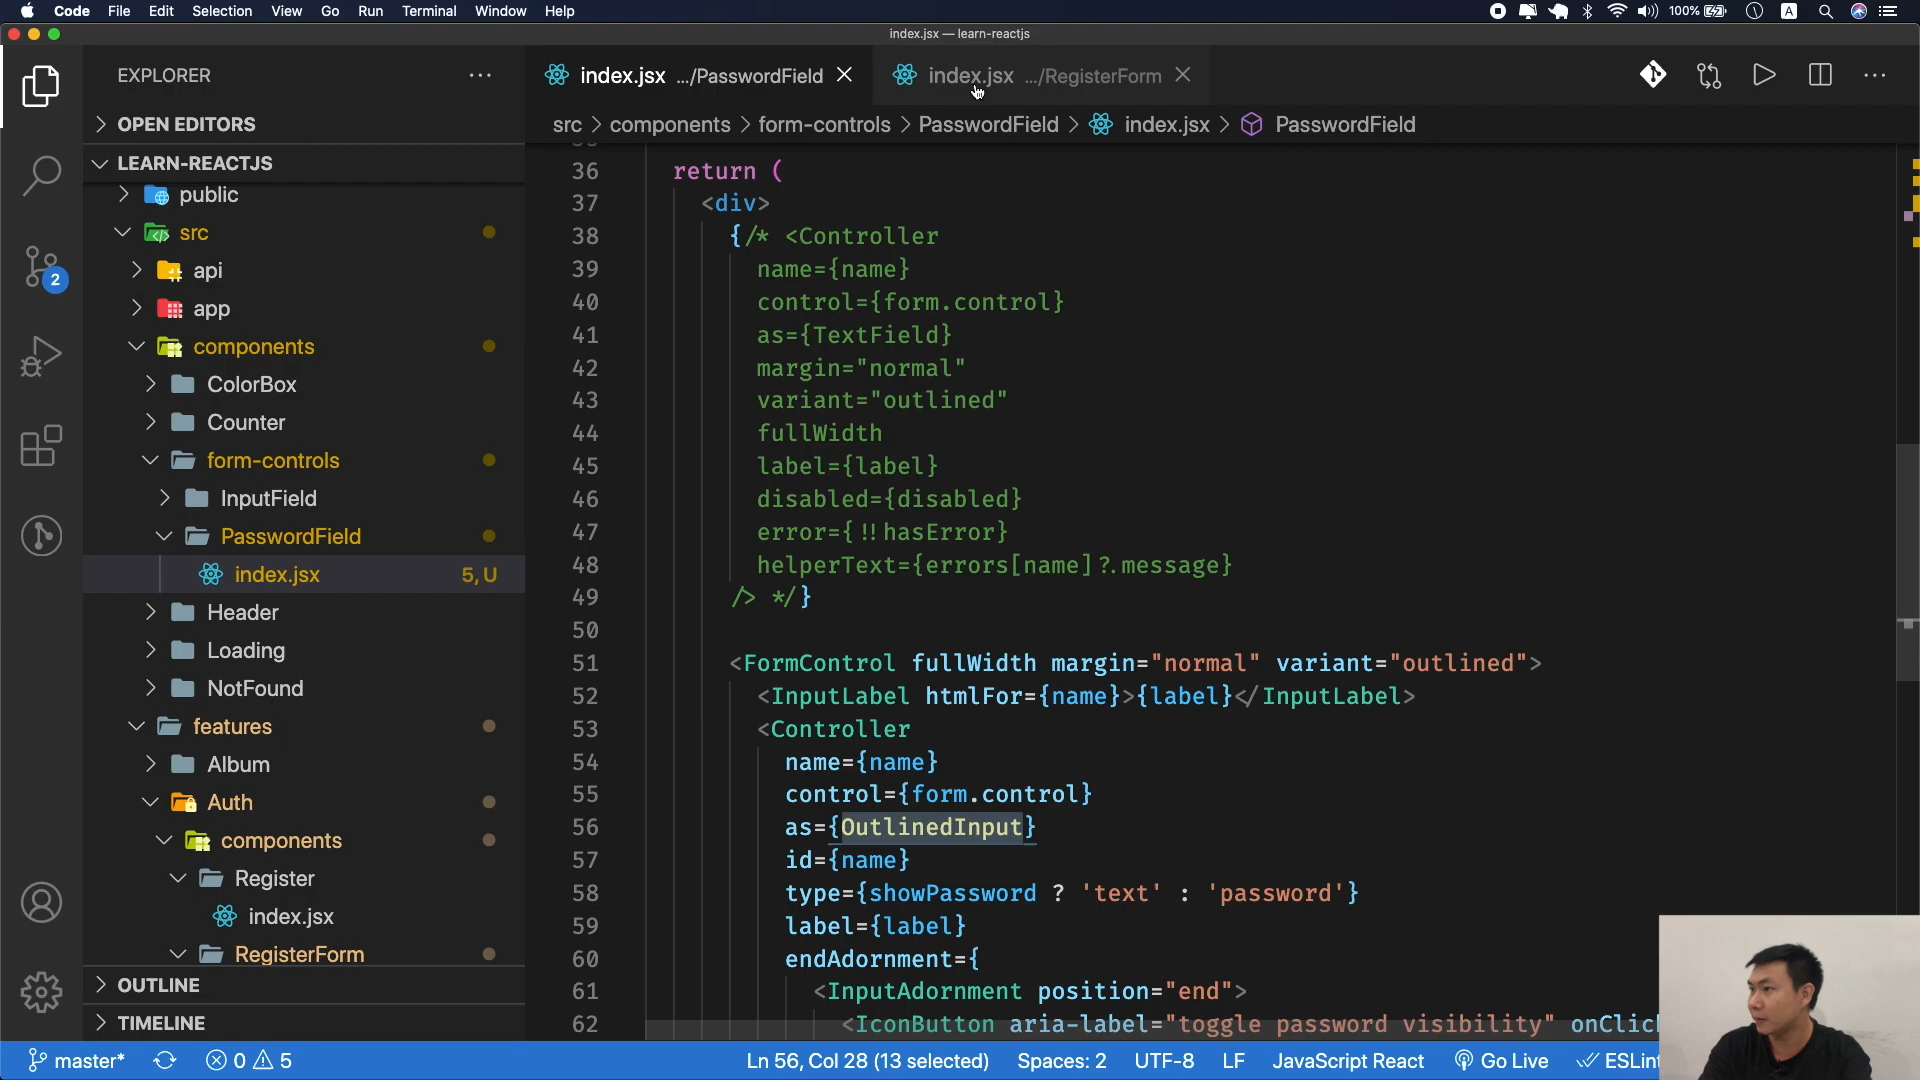 Code File Edit Selection View Go Run Terminal Window Help
100%
A
index.jsx — learn-reactjs
EXPLORER
index.jsx .../PasswordField
index.jsx .../RegisterForm
OPEN EDITORS
src > components > form-controls > PasswordField > index.jsx > PasswordField
LEARN-REACTJS
public
src
api
app
components
ColorBox
Counter
form-controls
InputField
PasswordField
index.jsx 5, U
Header
Loading
NotFound
features
Album
Auth
components
Register
index.jsx
RegisterForm
OUTLINE
TIMELINE
2
36 return (
37 <div>
38 {/* <Controller
39 name={name}
40 control={form.control}
41 as={TextField}
42 margin="normal"
43 variant="outlined"
44 fullWidth
45 label={label}
46 disabled={disabled}
47 error={!!hasError}
48 helperText={errors[name]?.message}
49 /> */}
50
51 <FormControl fullWidth margin="normal" variant="outlined">
52 <InputLabel htmlFor={name}>{label}</InputLabel>
53 <Controller
54 name={name}
55 control={form.control}
56 as={OutlinedInput}
57 id={name}
58 type={showPassword ? 'text' : 'password'}
59 label={label}
60 endAdornment={
61 <InputAdornment position="end">
62 <IconButton aria-label="toggle password visibility" onClic
master* 0 5 Ln 56, Col 28 (13 selected) Spaces: 2 UTF-8 LF JavaScript React Go Live ESLin